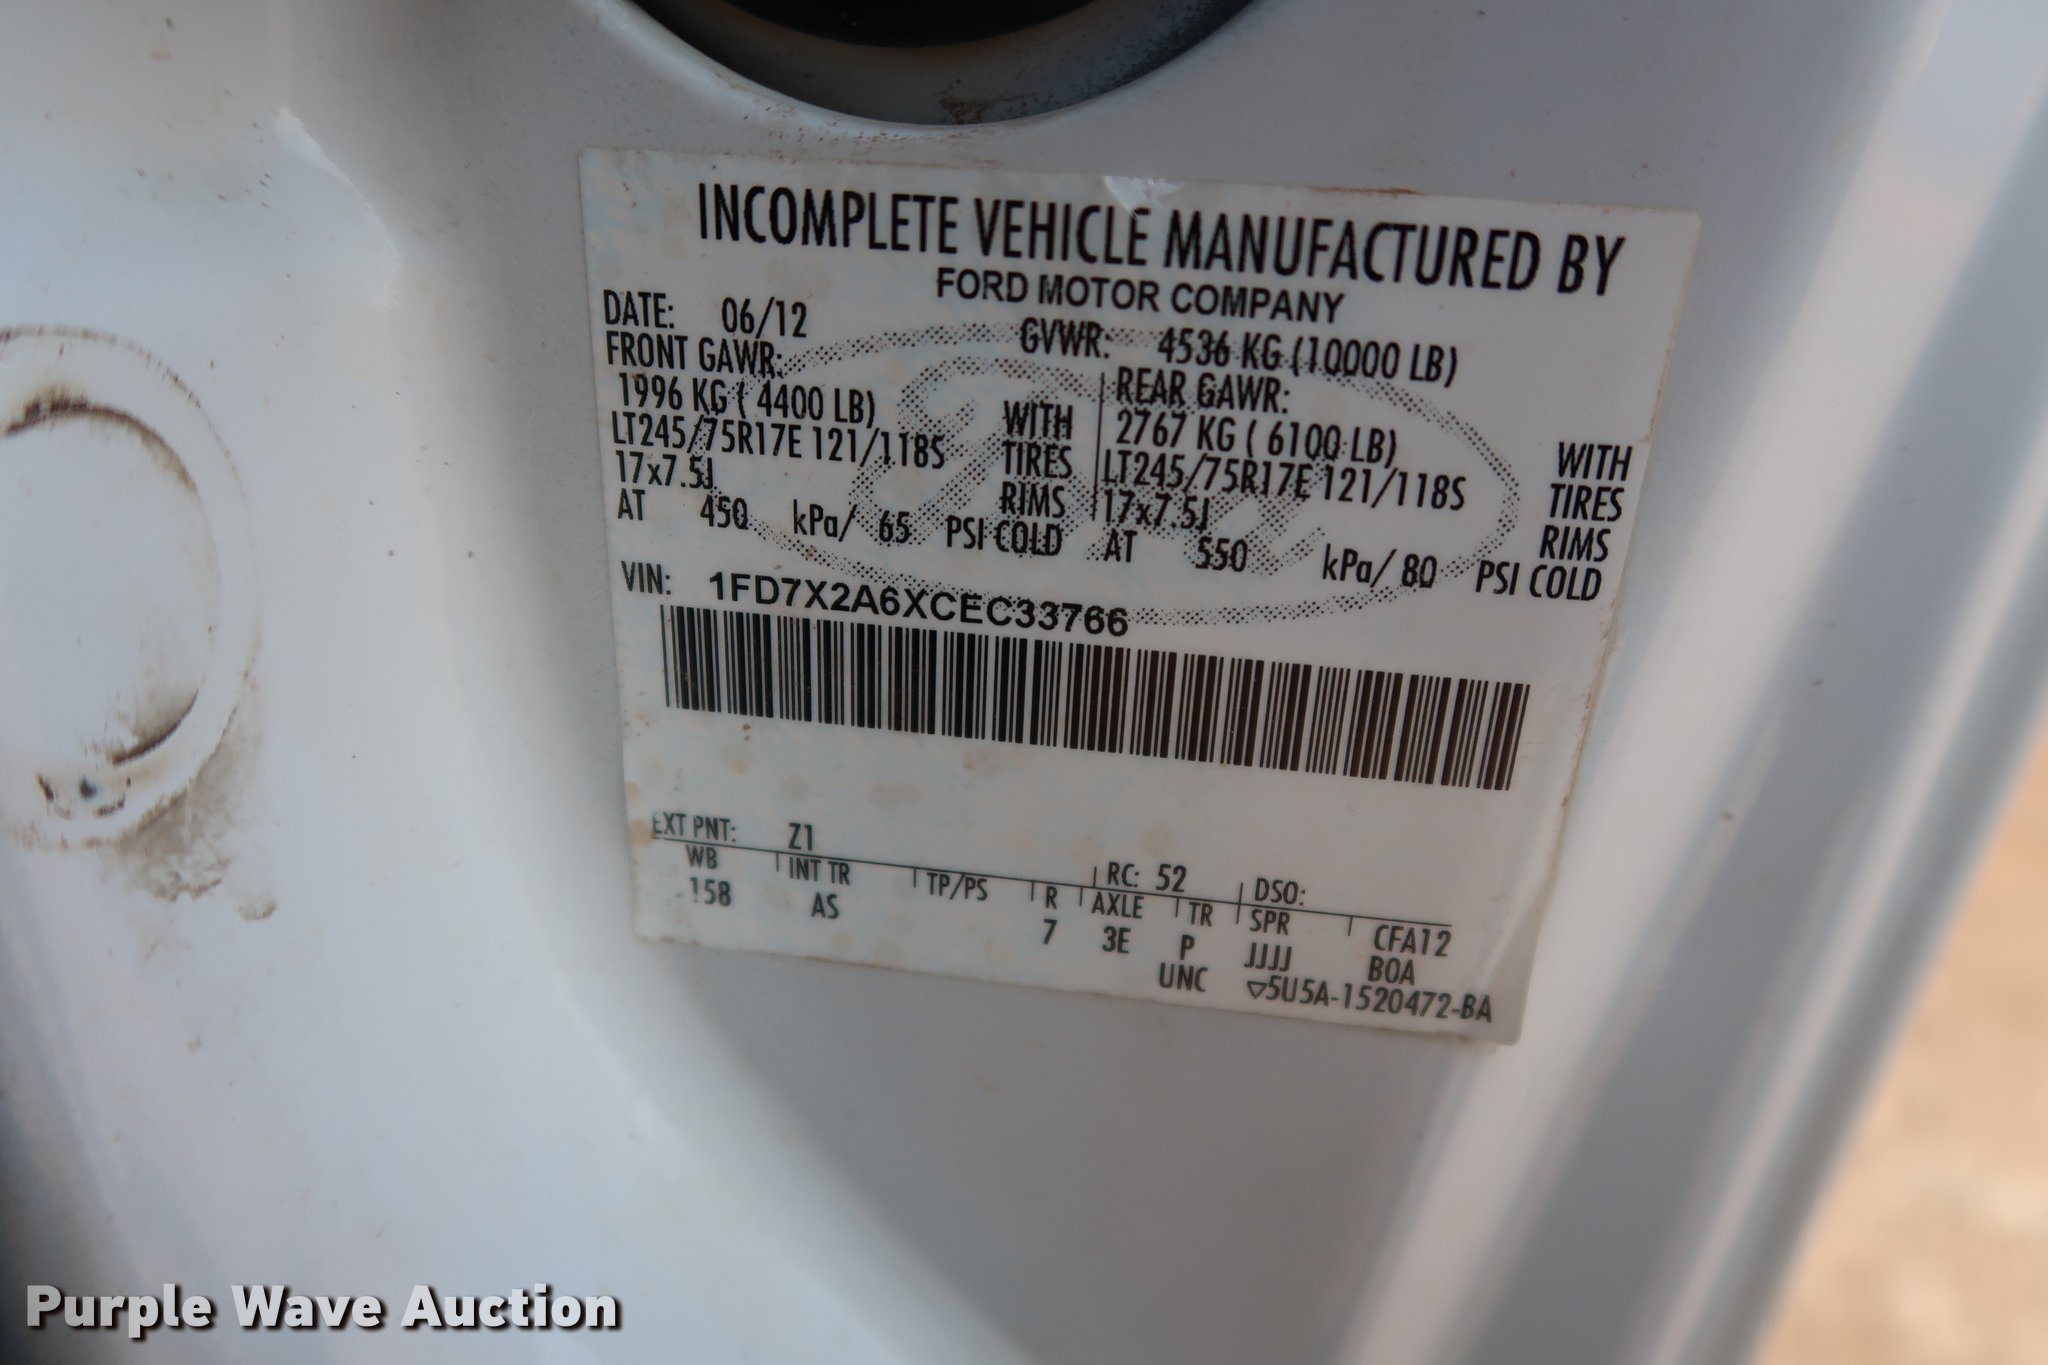 INCOMPLETE VEHICLE MANUFACTURED BY
FORD MOTOR COMPANY
DATE: 06/12 GVWR: 4536 KG (10000 LB)
FRONT GAWR: REAR GAWR:
1996 KG ( 4400 LB) WITH 2767 KG ( 6100 LB) WITH
LT245/75R17E 121/118S TIRES LT245/75R17E 121/118S TIRES
17x7.5J RIMS 17x7.5J RIMS
AT 450 kPa/ 65 PSI COLD AT 550 kPa/ 80 PSI COLD
VIN: 1FD7X2A6XCEC33766
EXT PNT: Z1 RC: 52 DSO:
WB INT TR TP/PS R AXLE TR SPR CFA12
158 AS 7 3E P JJJJ BOA
UNC ▽5U5A-1520472-BA
Purple Wave Auction